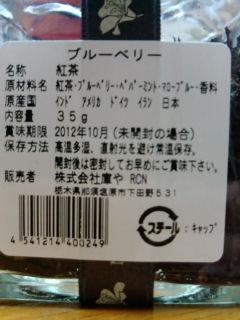 ブルーベリー
名称 紅茶
原材料名 紅茶・ブルーベリー・ペパーミント・マローブルー・香料
原産国 インド アメリカ ドイツ イラン 日本
内容量 35g
賞味期限 2012年10月(未開封の場合)
保存方法 高温多湿、直射光を避け常温保存。
開封後は密封してお早めにご賞味下さい。
販売者 株式会社庫や RCN
栃木県那須塩原市下田野531
4 541214 400249
スチール:キャップ